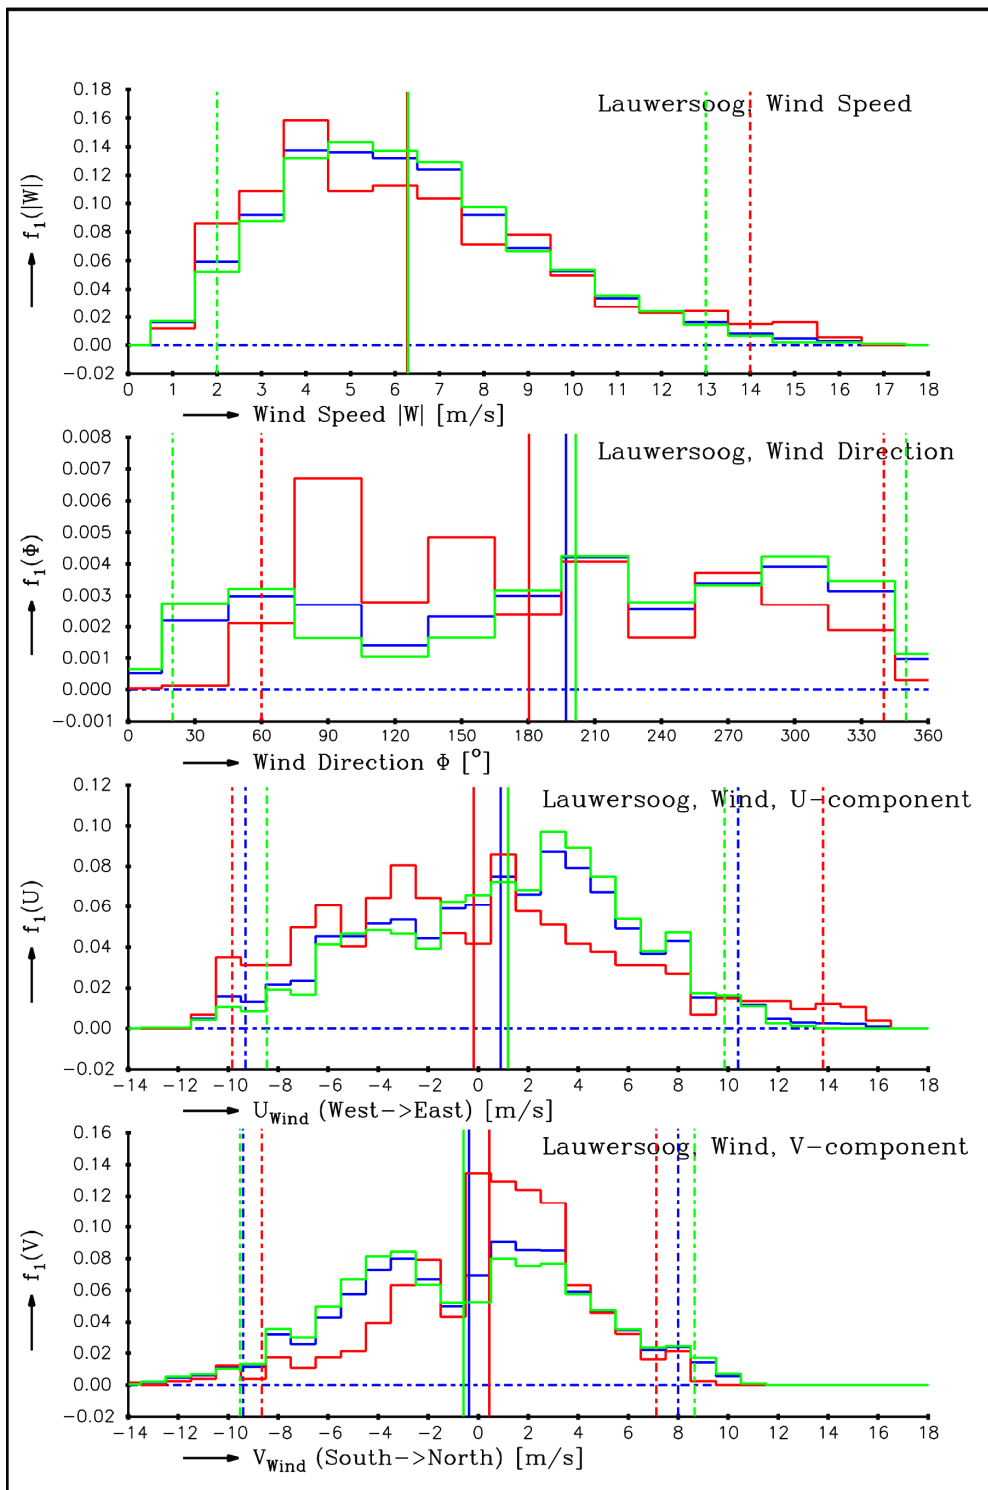 Lauwersoog, Wind Speed
0.18
0.16
0.14
0.12
0.10
0.08
0.06
0.04
0.02
0.00
−0.02
f1(|W|)
0 1 2 3 4 5 6 7 8 9 10 11 12 13 14 15 16 17 18
Wind Speed |W| [m/s]
Lauwersoog, Wind Direction
0.008
0.007
0.006
0.005
0.004
0.003
0.002
0.001
0.000
−0.001
f1(Φ)
0 30 60 90 120 150 180 210 240 270 300 330 360
Wind Direction Φ [°]
Lauwersoog, Wind, U−component
0.12
0.10
0.08
0.06
0.04
0.02
0.00
−0.02
f1(U)
−14 −12 −10 −8 −6 −4 −2 0 2 4 6 8 10 12 14 16 18
UWind (West−>East) [m/s]
Lauwersoog, Wind, V−component
0.16
0.14
0.12
0.10
0.08
0.06
0.04
0.02
0.00
−0.02
f1(V)
−14 −12 −10 −8 −6 −4 −2 0 2 4 6 8 10 12 14 16 18
VWind (South−>North) [m/s]